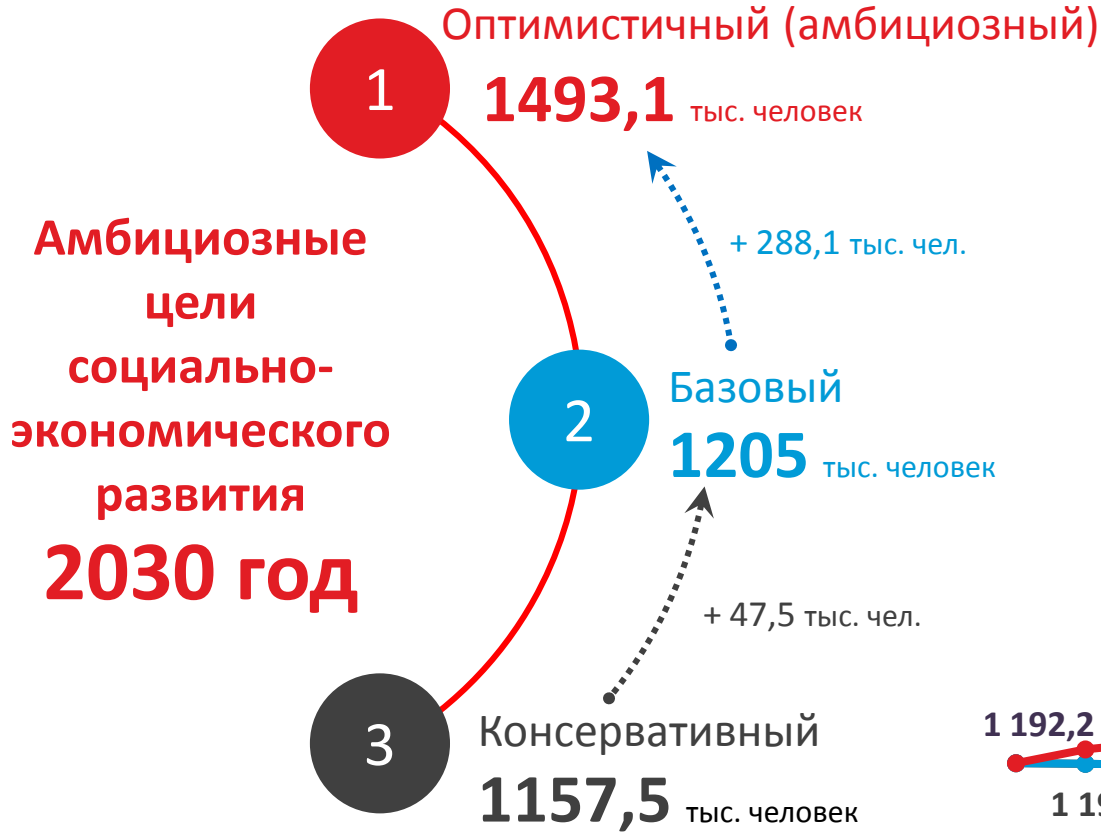 Оптимистичный (амбициозный)
1
1493,1 тыс. человек
Амбициозные
цели
социально-
экономического
развития
2030 год
+ 288,1 тыс. чел.
2
Базовый
1205 тыс. человек
+ 47,5 тыс. чел.
3
Консервативный
1157,5 тыс. человек
1 192,2